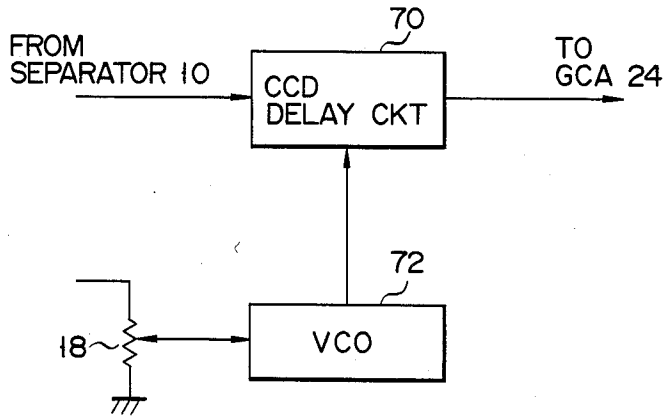 70
FROM
SEPARATOR 10
TO
GCA 24
CCD
DELAY CKT
72
18
VCO